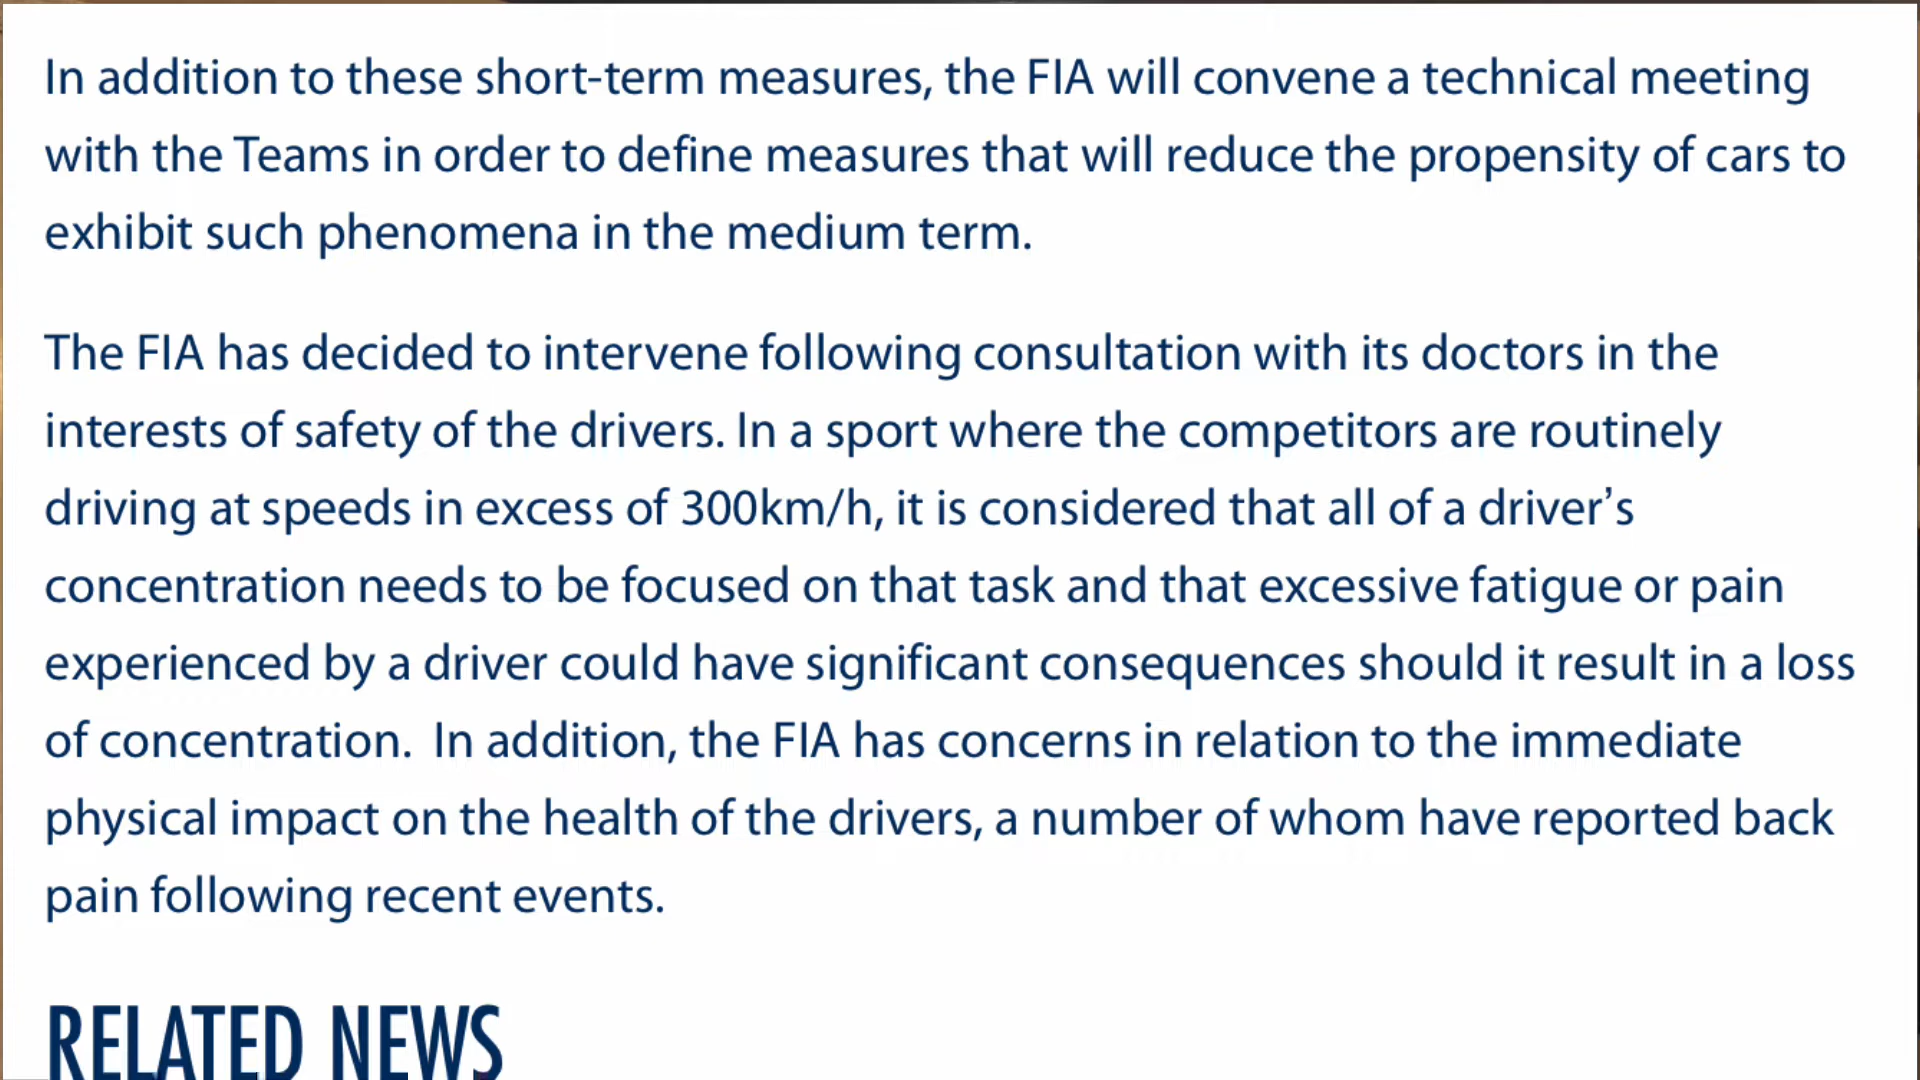 In addition to these short-term measures, the FIA will convene a technical meeting
with the Teams in order to define measures that will reduce the propensity of cars to
exhibit such phenomena in the medium term.
The FIA has decided to intervene following consultation with its doctors in the
interests of safety of the drivers. In a sport where the competitors are routinely
driving at speeds in excess of 300km/h, it is considered that all of a driver’s
concentration needs to be focused on that task and that excessive fatigue or pain
experienced by a driver could have significant consequences should it result in a loss
of concentration.  In addition, the FIA has concerns in relation to the immediate
physical impact on the health of the drivers, a number of whom have reported back
pain following recent events.
RELATED NEWS